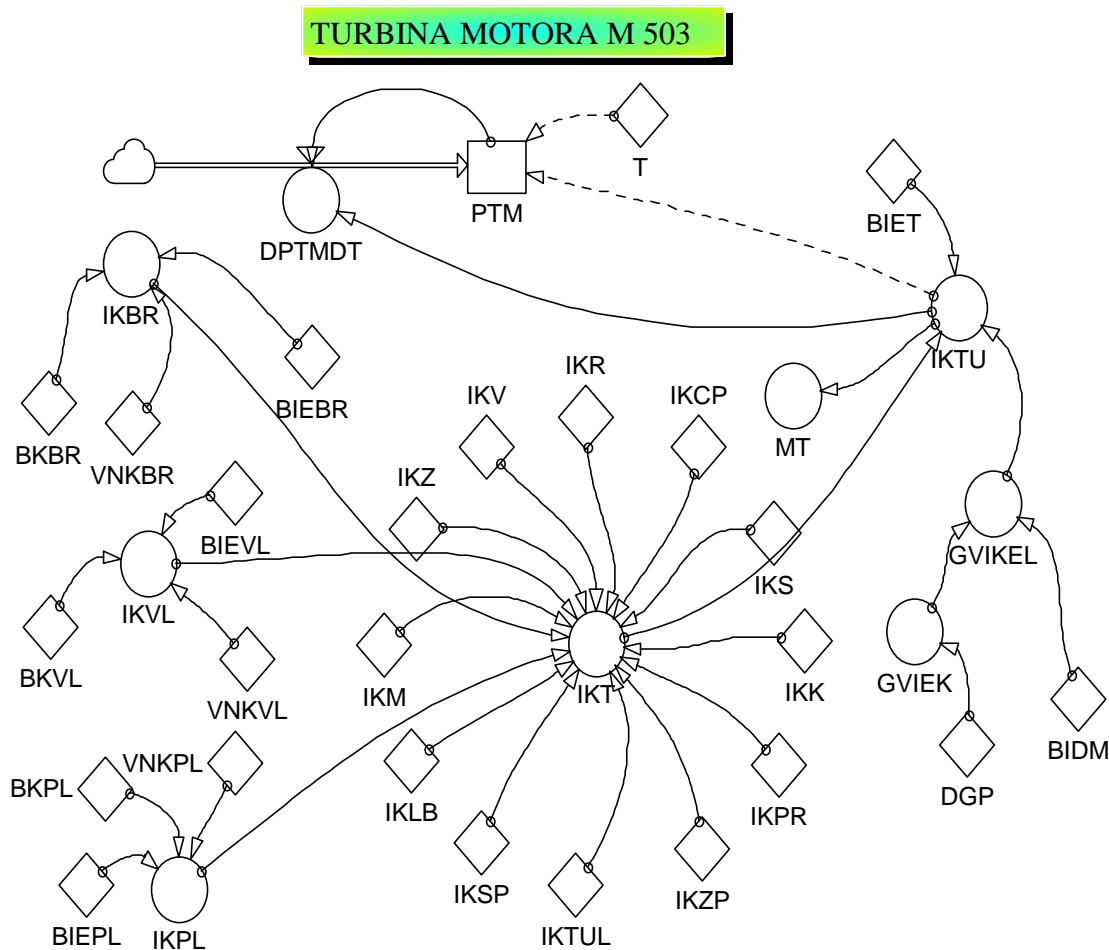 TURBINA MOTORA M 503
T
PTM
BIET
DPTMDT
IKBR
IKTU
IKR
IKV
IKCP
BIEBR
MT
BKBR
VNKBR
IKZ
BIEVL
GVIKEL
IKS
IKVL
BKVL
IKM
IKT
IKK
GVIEK
VNKVL
BIDM
VNKPL
BKPL
DGP
IKLB
IKPR
IKSP
IKZP
BIEPL
IKPL
IKTUL